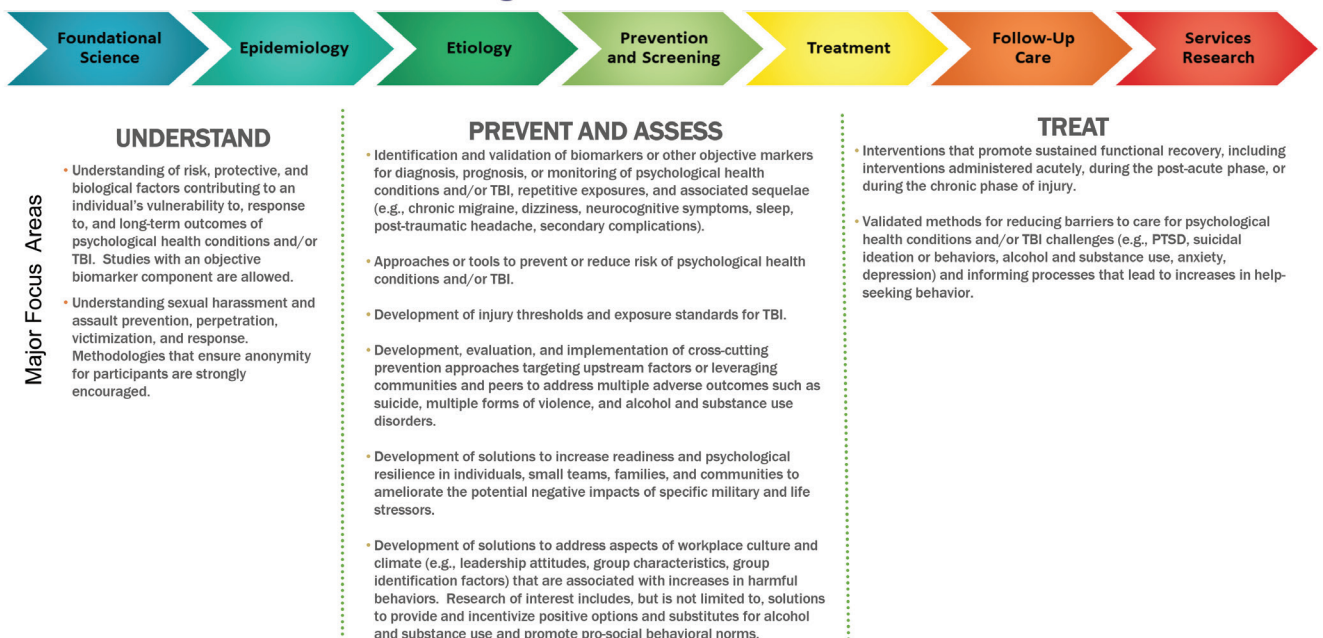 Foundational
Science
Epidemiology
Etiology
Prevention
and Screening
Treatment
Follow-Up
Care
Services
Research
Major Focus Areas
UNDERSTAND
• Understanding of risk, protective, and
biological factors contributing to an
individual's vulnerability to, response
to, and long-term outcomes of
psychological health conditions and/or
TBI. Studies with an objective
biomarker component are allowed.
• Understanding sexual harassment and
assault prevention, perpetration,
victimization, and response.
Methodologies that ensure anonymity
for participants are strongly
encouraged.
PREVENT AND ASSESS
• Identification and validation of biomarkers or other objective markers
for diagnosis, prognosis, or monitoring of psychological health
conditions and/or TBI, repetitive exposures, and associated sequelae
(e.g., chronic migraine, dizziness, neurocognitive symptoms, sleep,
post-traumatic headache, secondary complications).
• Approaches or tools to prevent or reduce risk of psychological health
conditions and/or TBI.
• Development of injury thresholds and exposure standards for TBI.
• Development, evaluation, and implementation of cross-cutting
prevention approaches targeting upstream factors or leveraging
communities and peers to address multiple adverse outcomes such as
suicide, multiple forms of violence, and alcohol and substance use
disorders.
• Development of solutions to increase readiness and psychological
resilience in individuals, small teams, families, and communities to
ameliorate the potential negative impacts of specific military and life
stressors.
• Development of solutions to address aspects of workplace culture and
climate (e.g., leadership attitudes, group characteristics, group
identification factors) that are associated with increases in harmful
behaviors. Research of interest includes, but is not limited to, solutions
to provide and incentivize positive options and substitutes for alcohol
and substance use and promote pro-social behavioral norms.
TREAT
• Interventions that promote sustained functional recovery, including
interventions administered acutely, during the post-acute phase, or
during the chronic phase of injury.
• Validated methods for reducing barriers to care for psychological
health conditions and/or TBI challenges (e.g., PTSD, suicidal
ideation or behaviors, alcohol and substance use, anxiety,
depression) and informing processes that lead to increases in help-
seeking behavior.